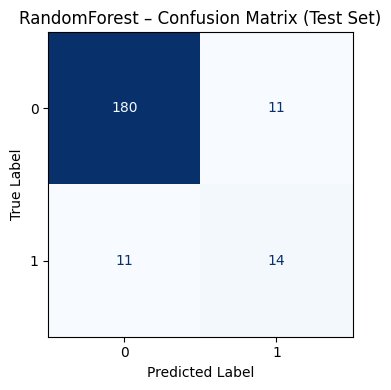 RandomForest – Confusion Matrix (Test Set)
True Label
0
180
11
1
11
14
0
1
Predicted Label